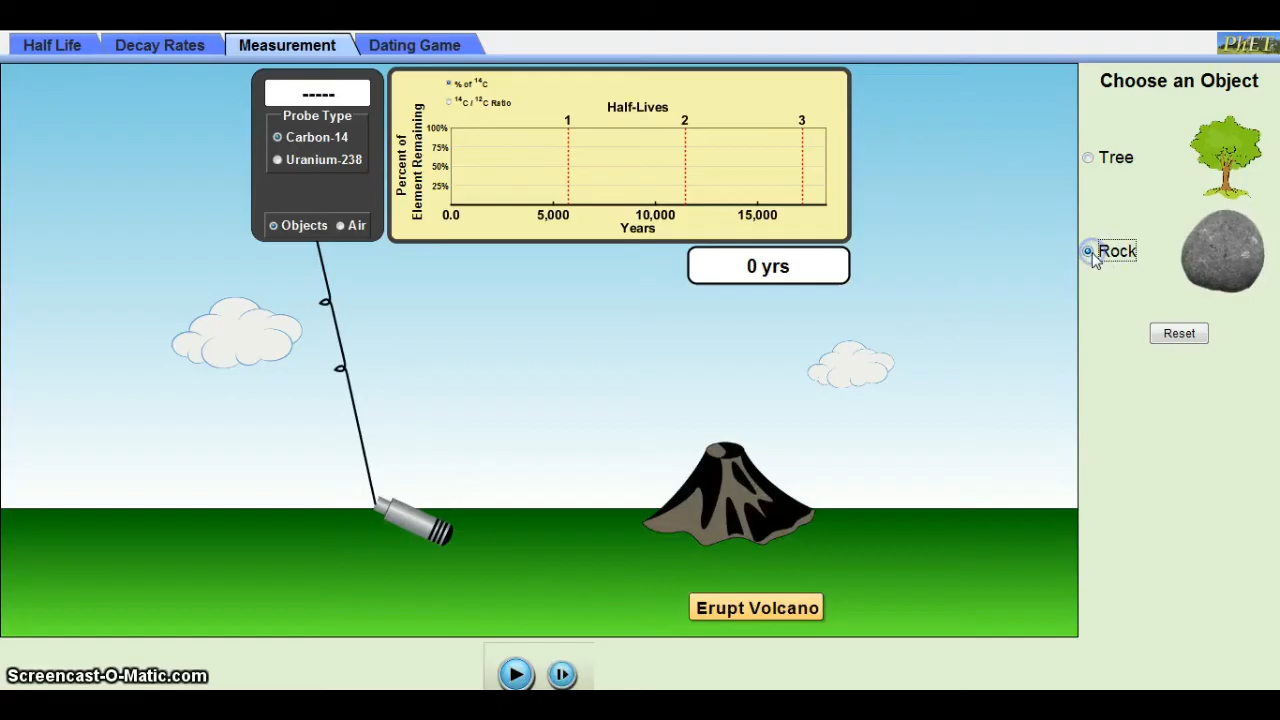 Half Life
Decay Rates
Measurement
Dating Game
PhET
-----
Probe Type
Carbon-14
Uranium-238
Objects
Air
% of ¹⁴C
¹⁴C / ¹²C Ratio
Half-Lives
1 2 3
Percent of
Element Remaining
100%
75%
50%
25%
0.0 5,000 10,000 15,000
Years
0 yrs
Choose an Object
Tree
Rock
Reset
Erupt Volcano
Screencast-O-Matic.com